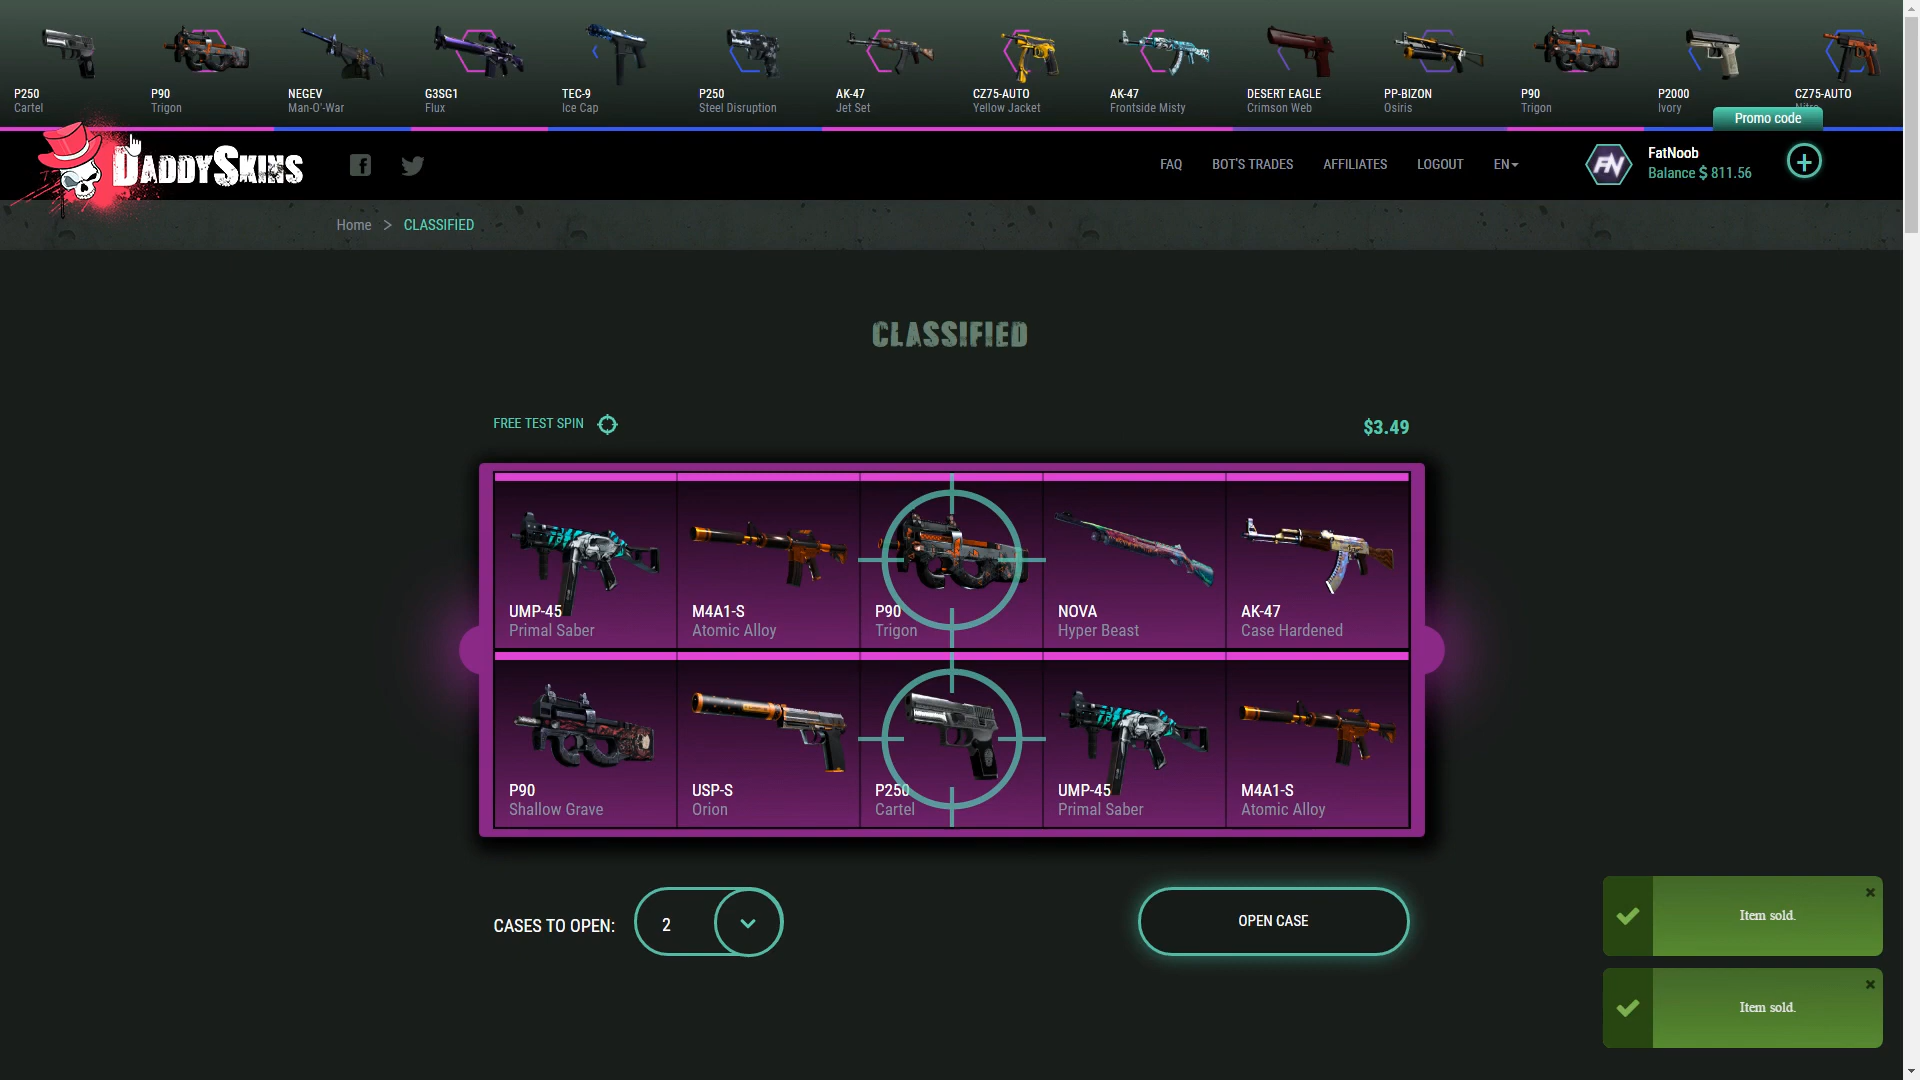 P250
Cartel
P90
Trigon
NEGEV
Man-O'-War
G3SG1
Flux
TEC-9
Ice Cap
P250
Steel Disruption
AK-47
Jet Set
CZ75-AUTO
Yellow Jacket
AK-47
Frontside Misty
DESERT EAGLE
Crimson Web
PP-BIZON
Osiris
P90
Trigon
P2000
Ivory
CZ75-AUTO
Nitro
Promo code
DADDYSKINS
FAQ
BOT'S TRADES
AFFILIATES
LOGOUT
EN
FN
FatNoob
Balance $ 811.56
Home > CLASSIFIED
CLASSIFIED
FREE TEST SPIN
$3.49
UMP-45
Primal Saber
M4A1-S
Atomic Alloy
P90
Trigon
NOVA
Hyper Beast
AK-47
Case Hardened
P90
Shallow Grave
USP-S
Orion
P250
Cartel
UMP-45
Primal Saber
M4A1-S
Atomic Alloy
CASES TO OPEN: 2
OPEN CASE
Item sold.
Item sold.